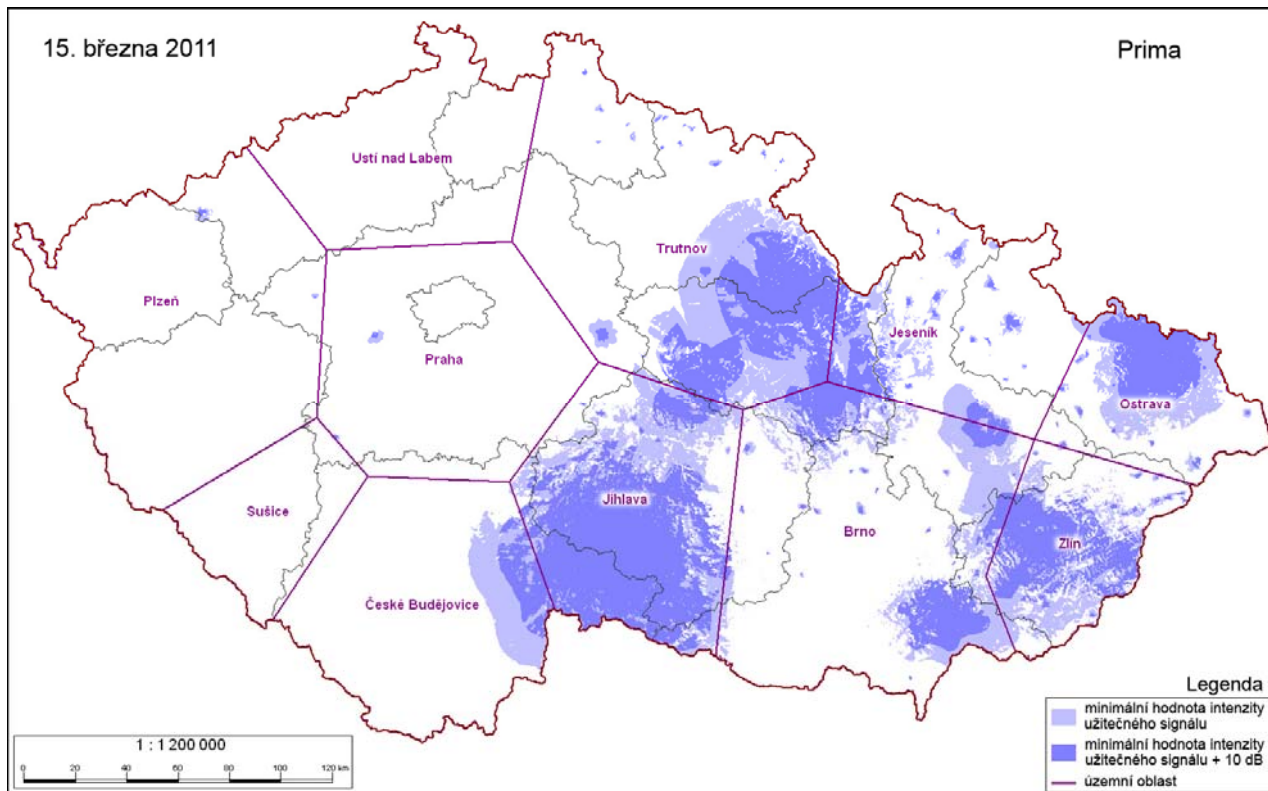 15. března 2011
Prima
Ústí nad Labem
Trutnov
Plzeň
Jeseník
Praha
Ostrava
Jihlava
Sušice
Brno
Zlín
České Budějovice
Legenda
minimální hodnota intenzity
užitečného signálu
minimální hodnota intenzity
užitečného signálu + 10 dB
územní oblast
1 : 1 200 000
0 20 40 60 80 100 120 km